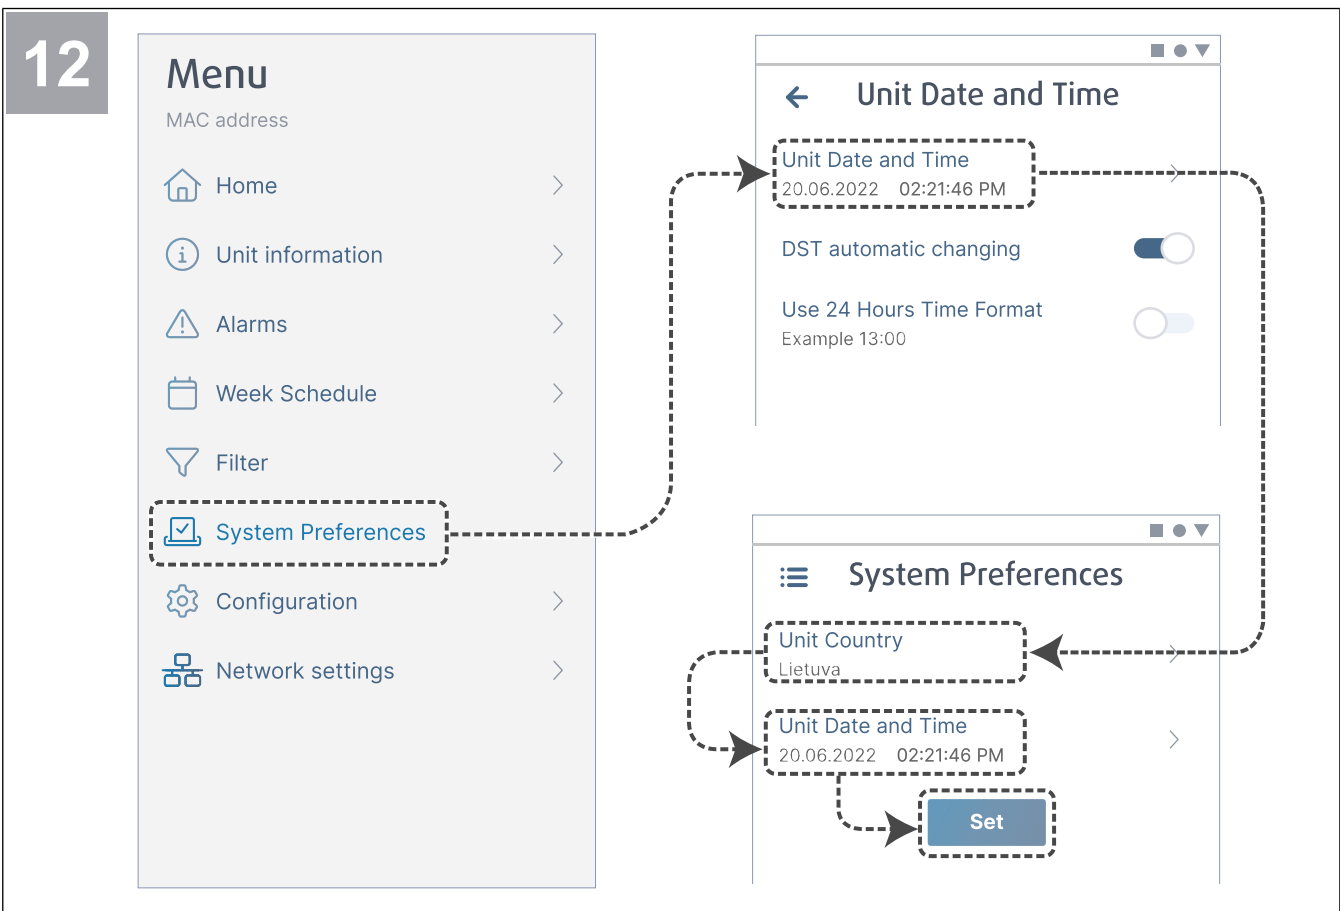 12
Menu
MAC address
Home
Unit information
Alarms
Week Schedule
Filter
System Preferences
Configuration
Network settings
Unit Date and Time
Unit Date and Time
20.06.2022 02:21:46 PM
DST automatic changing
Use 24 Hours Time Format
Example 13:00
System Preferences
Unit Country
Lietuva
Unit Date and Time
20.06.2022 02:21:46 PM
Set